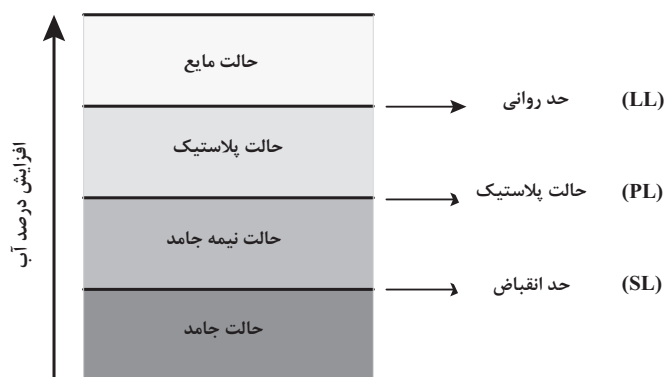 حالت مایع
حد روانی (LL)
حالت پلاستیک
حالت پلاستیک (PL)
حالت نیمه جامد
حد انقباض (SL)
حالت جامد
افزایش درصد آب